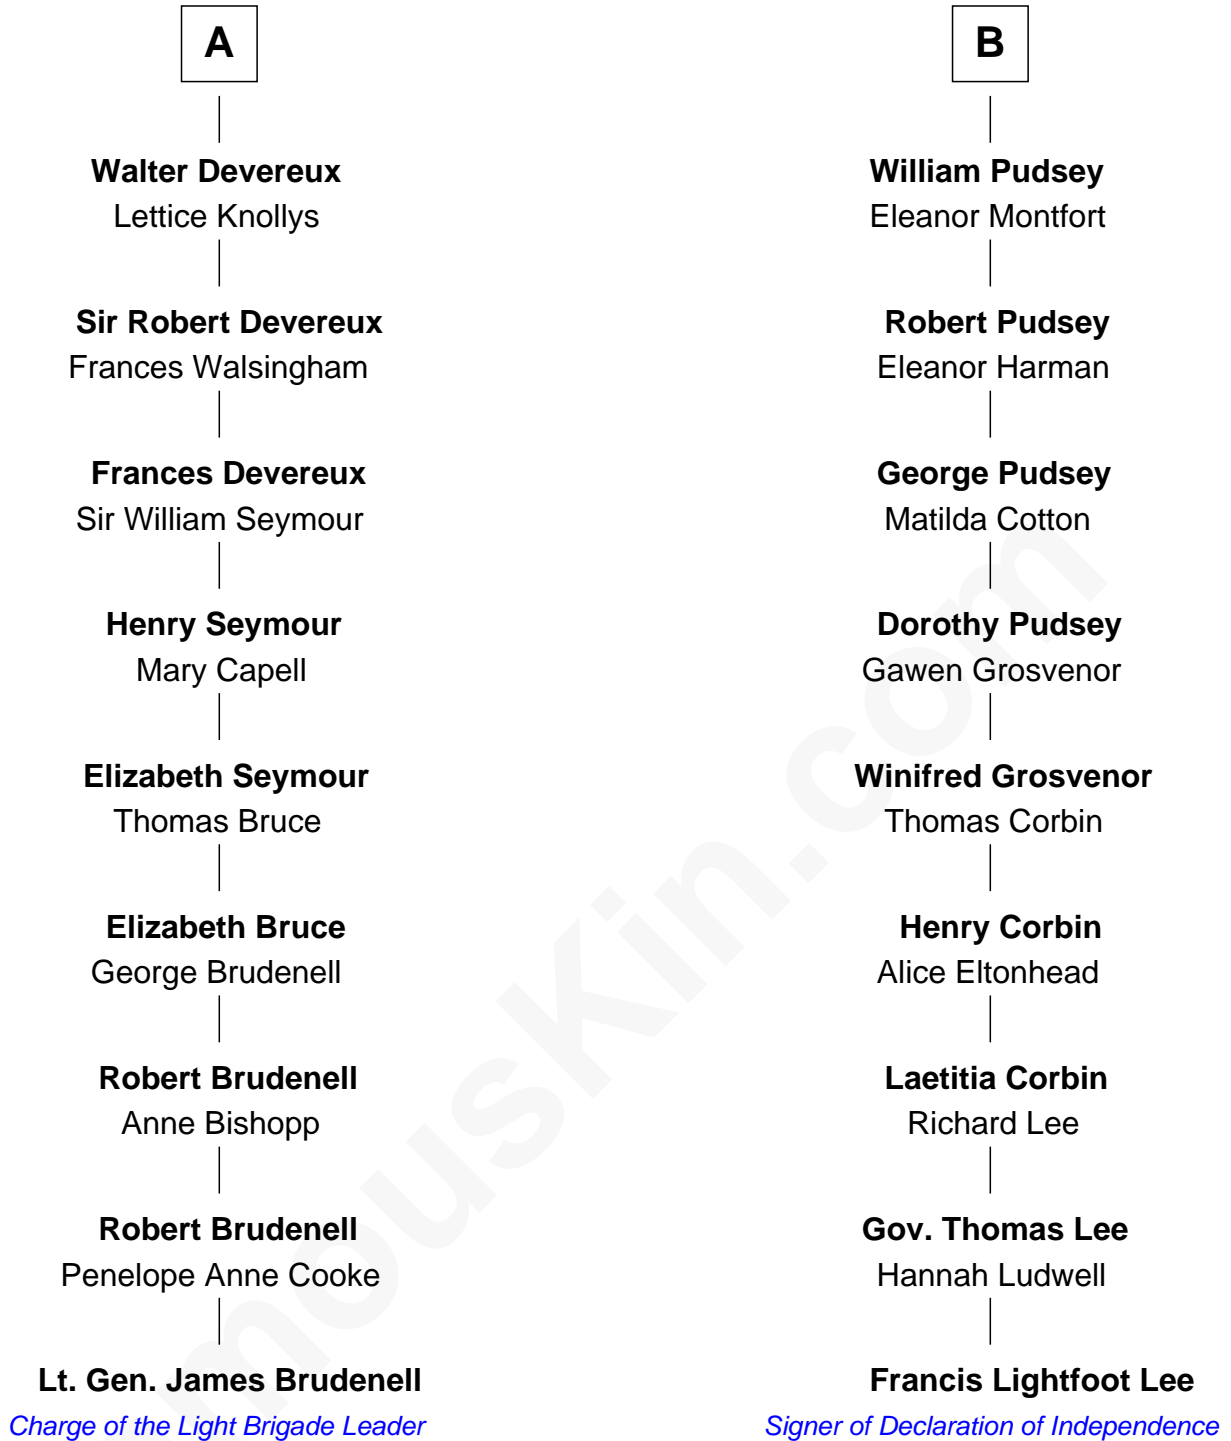 A
Walter Devereux
Lettice Knollys
Sir Robert Devereux
Frances Walsingham
Frances Devereux
Sir William Seymour
Henry Seymour
Mary Capell
Elizabeth Seymour
Thomas Bruce
Elizabeth Bruce
George Brudenell
Robert Brudenell
Anne Bishopp
Robert Brudenell
Penelope Anne Cooke
Lt. Gen. James Brudenell
Charge of the Light Brigade Leader
B
William Pudsey
Eleanor Montfort
Robert Pudsey
Eleanor Harman
George Pudsey
Matilda Cotton
Dorothy Pudsey
Gawen Grosvenor
Winifred Grosvenor
Thomas Corbin
Henry Corbin
Alice Eltonhead
Laetitia Corbin
Richard Lee
Gov. Thomas Lee
Hannah Ludwell
Francis Lightfoot Lee
Signer of Declaration of Independence
mousKin.com